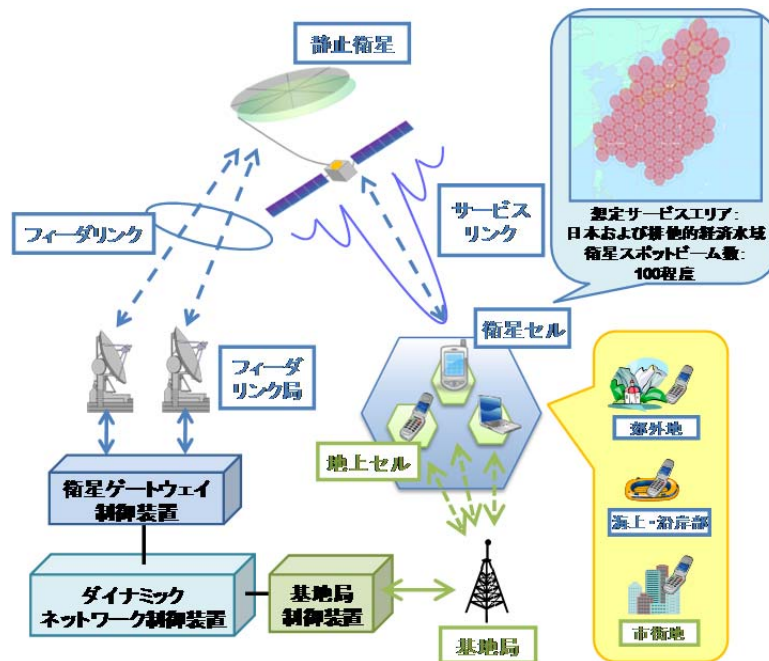 静止衛星
フィーダリンク
サービス
リンク
想定サービスエリア:
日本および排他的経済水域
衛星スポットビーム数:
100程度
衛星セル
フィーダ
リンク局
地上セル
郊外地
海上・沿岸部
市街地
衛星ゲートウェイ
制御装置
ダイナミック
ネットワーク制御装置
基地局
制御装置
基地局